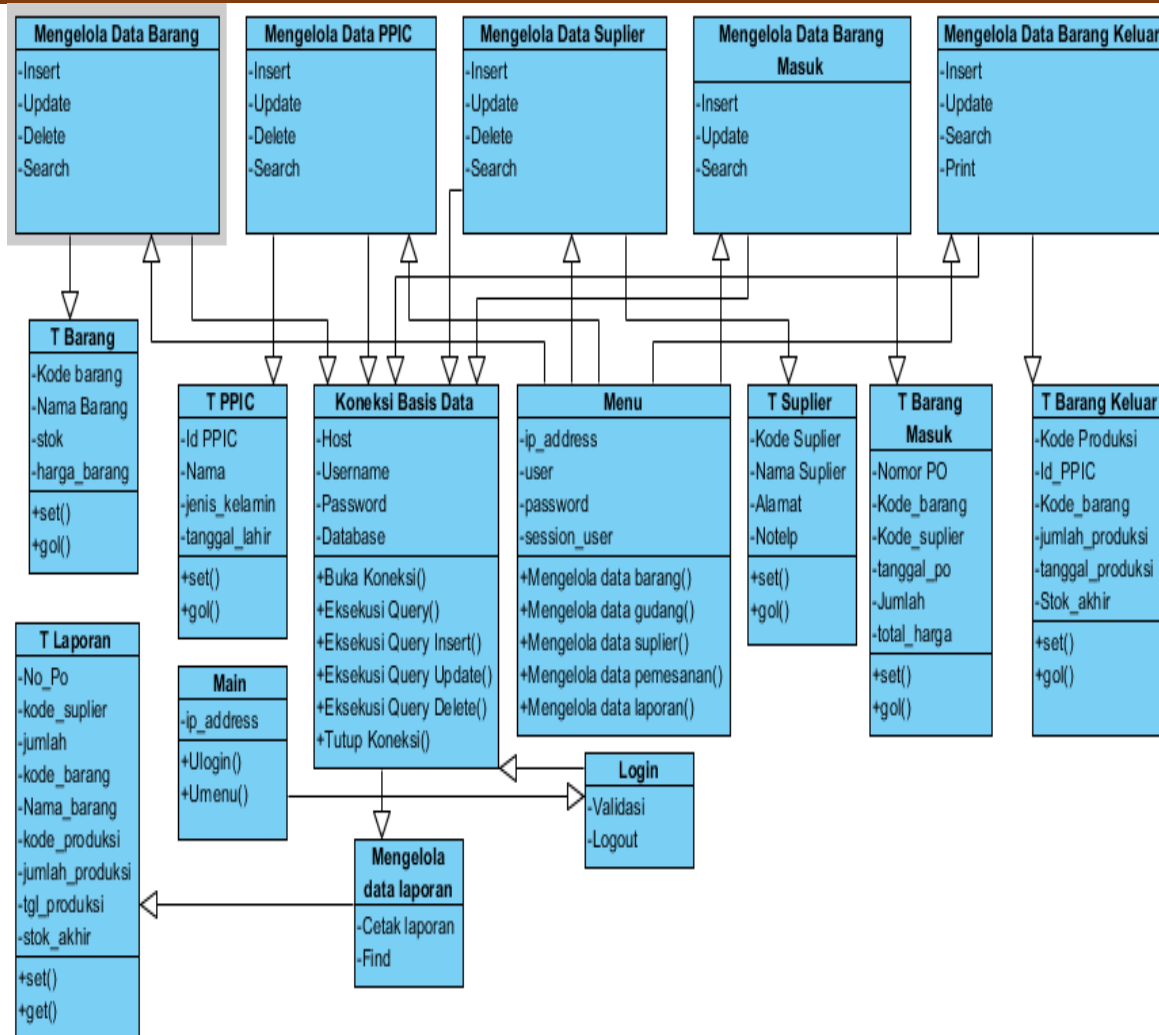 Mengelola Data Barang
-Insert
-Update
-Delete
-Search
Mengelola Data PPIC
-Insert
-Update
-Delete
-Search
Mengelola Data Suplier
-Insert
-Update
-Delete
-Search
Mengelola Data Barang
Masuk
-Insert
-Update
-Search
Mengelola Data Barang Keluar
-Insert
-Update
-Search
-Print
T Barang
-Kode barang
-Nama Barang
-stok
-harga_barang
+set()
+gol()
T PPIC
-Id PPIC
-Nama
-jenis_kelamin
-tanggal_lahir
+set()
+gol()
Koneksi Basis Data
-Host
-Username
-Password
-Database
+Buka Koneksi()
+Eksekusi Query()
+Eksekusi Query Insert()
+Eksekusi Query Update()
+Eksekusi Query Delete()
+Tutup Koneksi()
Menu
-ip_address
-user
-password
-session_user
+Mengelola data barang()
+Mengelola data gudang()
+Mengelola data suplier()
+Mengelola data pemesanan()
+Mengelola data laporan()
T Suplier
-Kode Suplier
-Nama Suplier
-Alamat
-Notelp
+set()
+gol()
T Barang
Masuk
-Nomor PO
-Kode_barang
-Kode_suplier
-tanggal_po
-Jumlah
-total_harga
+set()
+gol()
T Barang Keluar
-Kode Produksi
-Id_PPIC
-Kode_barang
-jumlah_produksi
-tanggal_produksi
-Stok_akhir
+set()
+gol()
T Laporan
-No_Po
-kode_suplier
-jumlah
-kode_barang
-Nama_barang
-kode_produksi
-jumlah_produksi
-tgl_produksi
-stok_akhir
+set()
+get()
Main
-ip_address
+Ulogin()
+Umenu()
Login
-Validasi
-Logout
Mengelola
data laporan
-Cetak laporan
-Find